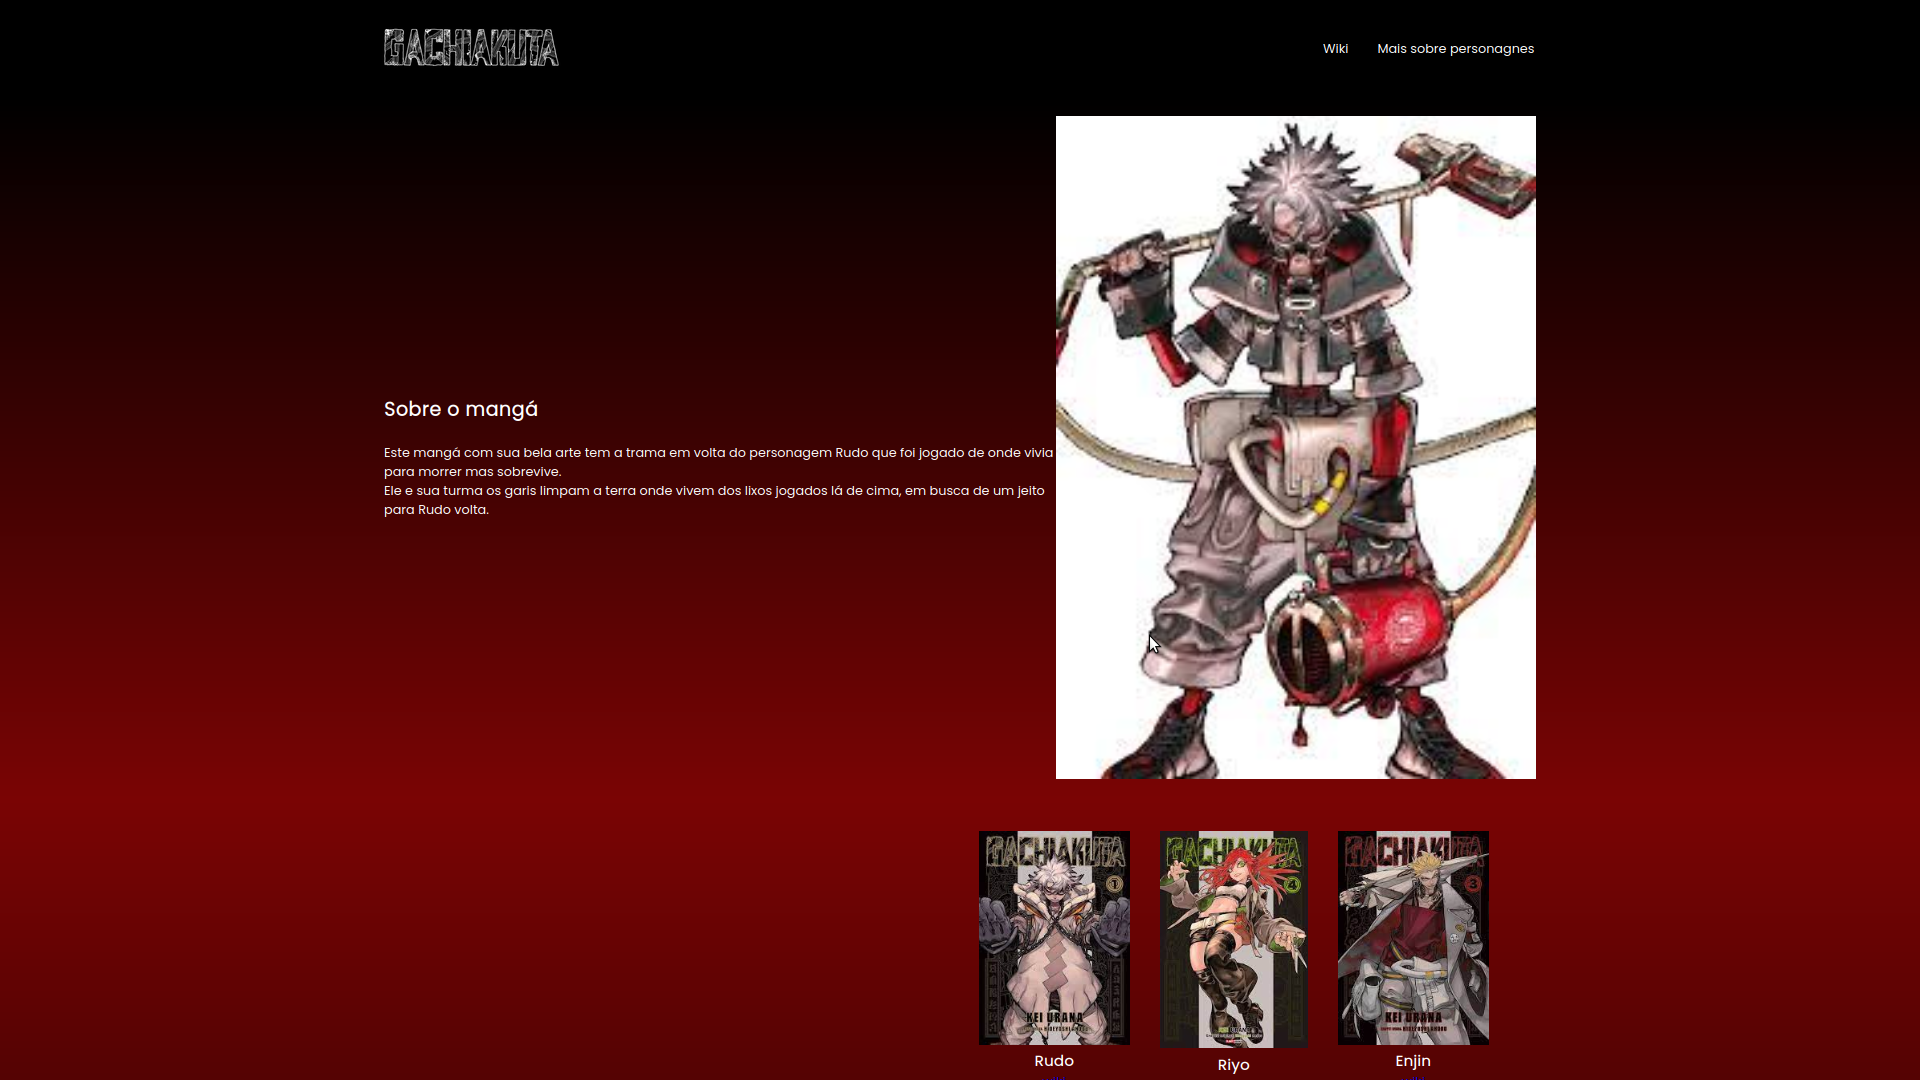 GACHIAKUTA
Wiki
Mais sobre personagnes
Sobre o mangá
Este mangá com sua bela arte tem a trama em volta do personagem Rudo que foi jogado de onde vivia
para morrer mas sobrevive.
Ele e sua turma os garis limpam a terra onde vivem dos lixos jogados lá de cima, em busca de um jeito
para Rudo volta.
GACHIAKUTA
1
KEI URANA
GACHIAKUTA
4
GACHIAKUTA
3
KEI URANA
Rudo
Riyo
Enjin